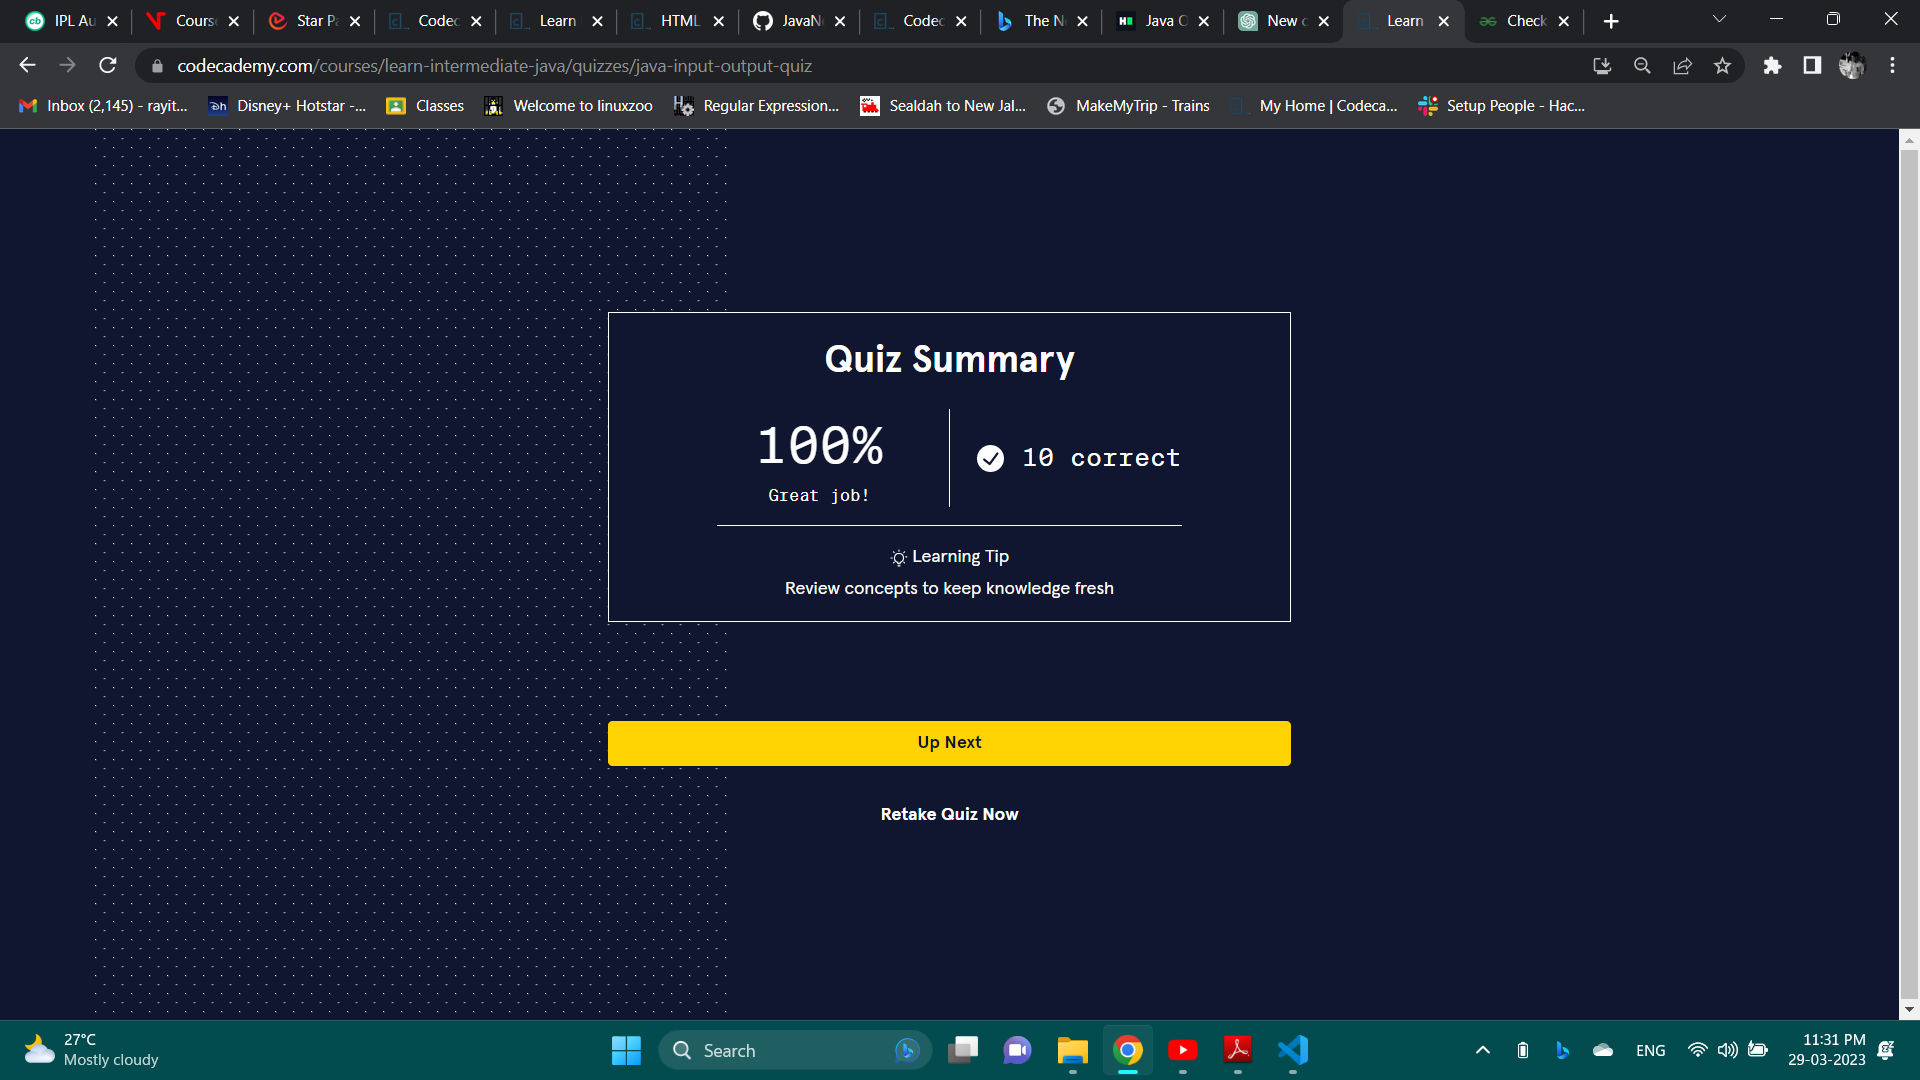 IPL Au
Course
Star Pa
Codec
Learn
HTML
JavaN
Codec
The N
Java O
New c
Learn
Check
codecademy.com/courses/learn-intermediate-java/quizzes/java-input-output-quiz
Inbox (2,145) - rayit...
Disney+ Hotstar -...
Classes
Welcome to linuxzoo
Regular Expression...
Sealdah to New Jal...
MakeMyTrip - Trains
My Home | Codeca...
Setup People - Hac...
Quiz Summary
100%
Great job!
10 correct
Learning Tip
Review concepts to keep knowledge fresh
Up Next
Retake Quiz Now
27°C
Mostly cloudy
Search
ENG
11:31 PM
29-03-2023